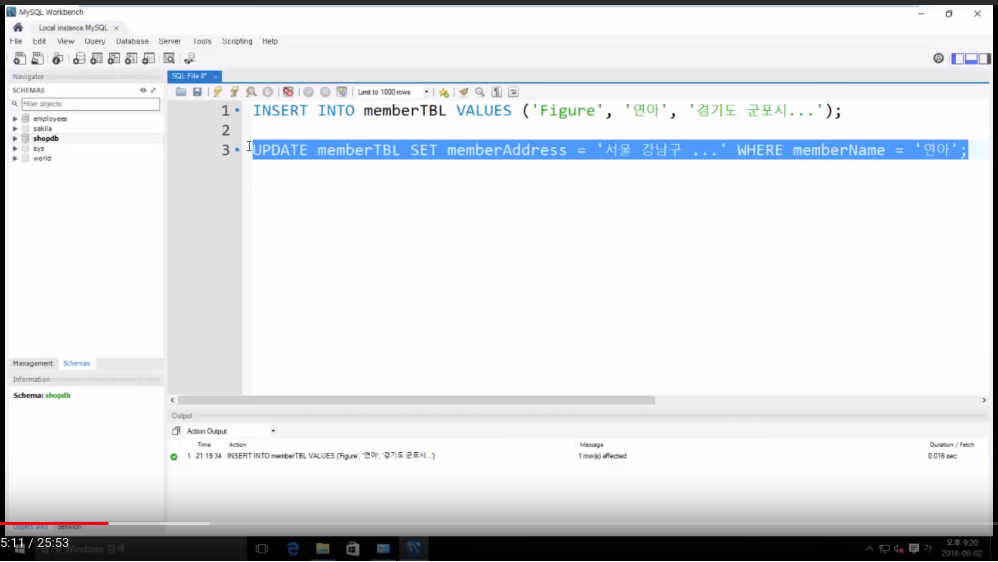 MySQL Workbench
Local instance MySQL
File Edit View Query Database Server Tools Scripting Help
Navigator
SCHEMAS
Filter objects
employees
sakila
shopdb
sys
world
Management Schemas
Information
Schema: shopdb
Object Info Session
SQL File 8*
Limit to 1000 rows
1 INSERT INTO memberTBL VALUES ('Figure', '연아', '경기도 군포시...');
2
3 UPDATE memberTBL SET memberAddress = '서울 강남구 ...' WHERE memberName = '연아';
Output
Action Output
Time Action Message Duration / Fetch
1 21:19:34 INSERT INTO memberTBL VALUES ('Figure', '연아', '경기도 군포시...') 1 row(s) affected 0.016 sec
5:11 / 25:53
Windows 검색
가
오후 9:20
2016-06-02